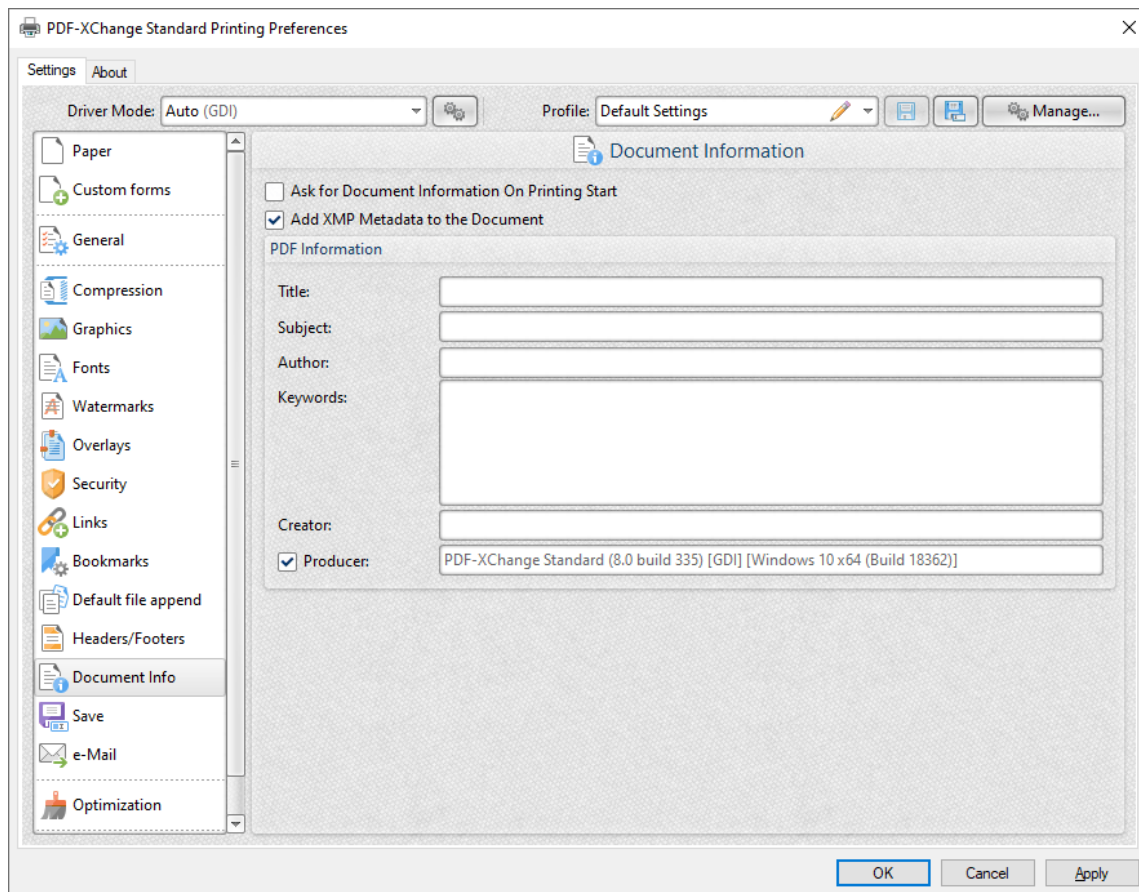 PDF-XChange Standard Printing Preferences
Settings About
Driver Mode: Auto (GDI) Profile: Default Settings Manage...
Paper
Custom forms
General
Compression
Graphics
Fonts
Watermarks
Overlays
Security
Links
Bookmarks
Default file append
Headers/Footers
Document Info
Save
e-Mail
Optimization
Document Information
Ask for Document Information On Printing Start
Add XMP Metadata to the Document
PDF Information
Title:
Subject:
Author:
Keywords:
Creator:
Producer: PDF-XChange Standard (8.0 build 335) [GDI] [Windows 10 x64 (Build 18362)]
OK Cancel Apply